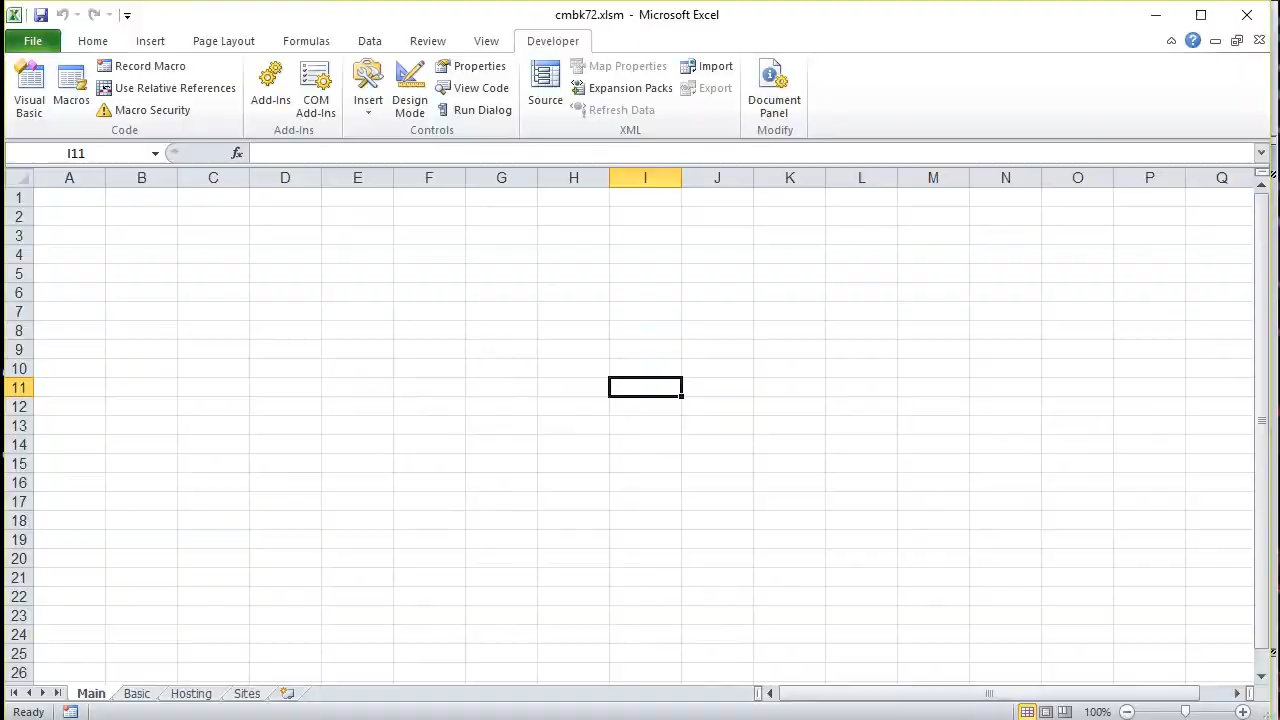 cmbk72.xlsm - Microsoft Excel
File Home Insert Page Layout Formulas Data Review View Developer
Visual Basic
Macros
Record Macro
Use Relative References
Macro Security
Code
Add-Ins
COM Add-Ins
Add-Ins
Insert
Design Mode
Properties
View Code
Run Dialog
Controls
Source
Map Properties
Expansion Packs
Refresh Data
Import
Export
XML
Document Panel
Modify
I11 fx
A B C D E F G H I J K L M N O P Q
1
2
3
4
5
6
7
8
9
10
11
12
13
14
15
16
17
18
19
20
21
22
23
24
25
26
Main Basic Hosting Sites
Ready 100%